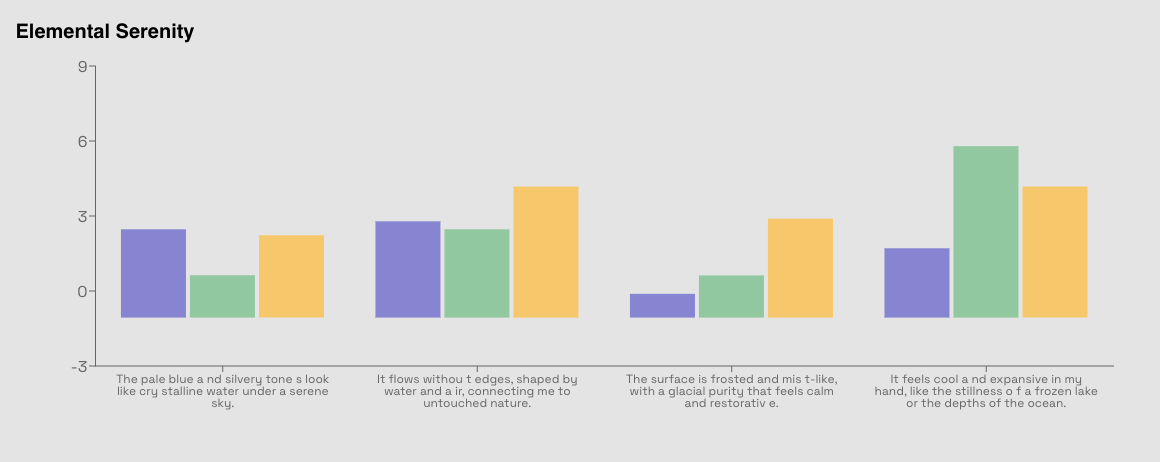 Elemental Serenity
9
6
3
0
-3
The pale blue a nd silvery tone s look
like cry stalline water under a serene
sky.
It flows withou t edges, shaped by
water and a ir, connecting me to
untouched nature.
The surface is frosted and mis t-like,
with a glacial purity that feels calm
and restorativ e.
It feels cool a nd expansive in my
hand, like the stillness o f a frozen lake
or the depths of the ocean.